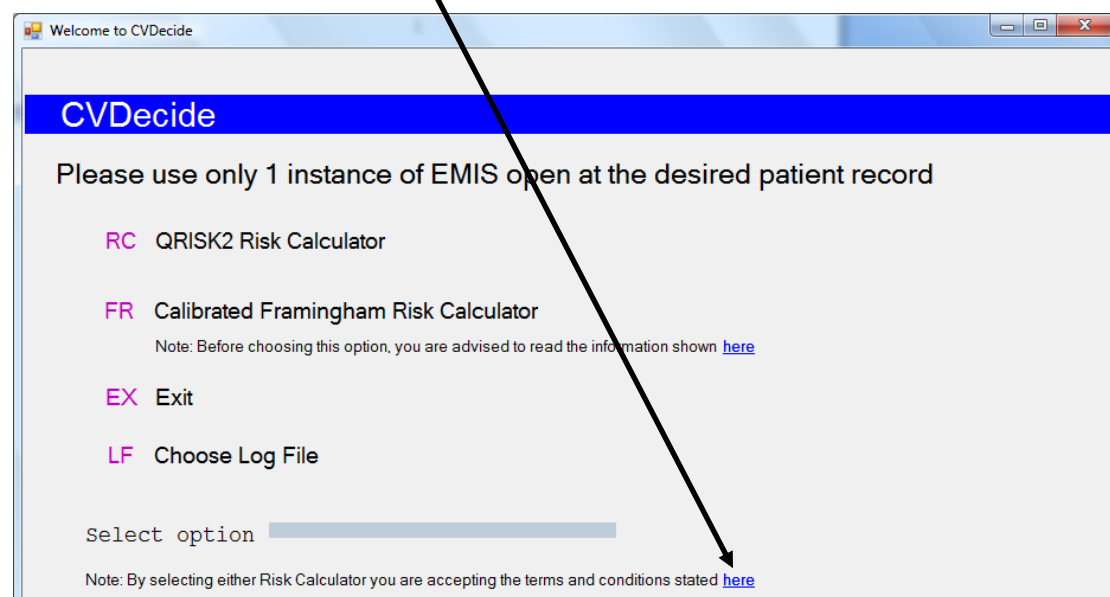 Welcome to CVDecide
CVDecide
Please use only 1 instance of EMIS open at the desired patient record
RC QRISK2 Risk Calculator
FR Calibrated Framingham Risk Calculator
Note: Before choosing this option, you are advised to read the information shown here
EX Exit
LF Choose Log File
Select option
Note: By selecting either Risk Calculator you are accepting the terms and conditions stated here